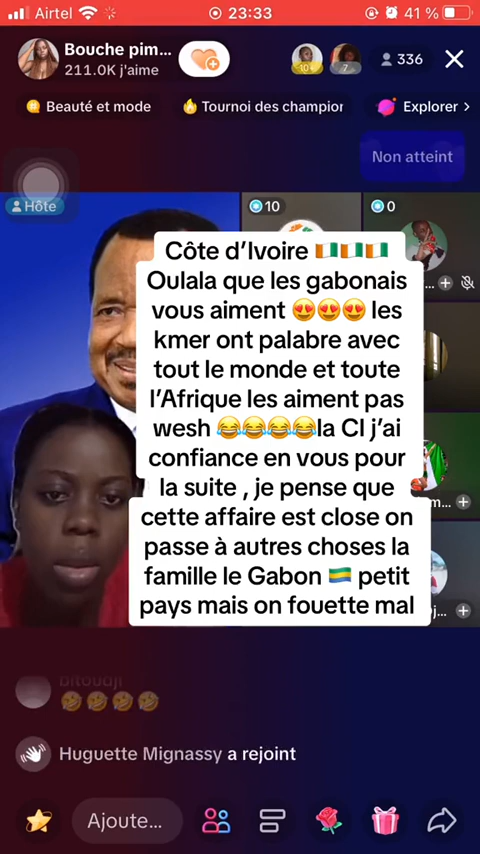 Airtel 23:33 41 %
Bouche pim...
211.0K j'aime
10+ 7 336
Beauté et mode Tournoi des champior Explorer >
Non atteint
Hôte 10 0
Côte d'Ivoire 🇨🇮🇨🇮🇨🇮
Oulala que les gabonais
vous aiment 😍😍😍 les
kmer ont palabre avec
tout le monde et toute
l'Afrique les aiment pas
wesh 😂😂😂😂la CI j'ai
confiance en vous pour
la suite , je pense que
cette affaire est close on
passe à autres choses la
famille le Gabon 🇬🇦 petit
pays mais on fouette mal
bitoudji
🤣🤣🤣🤣
Huguette Mignassy a rejoint
Ajoute...